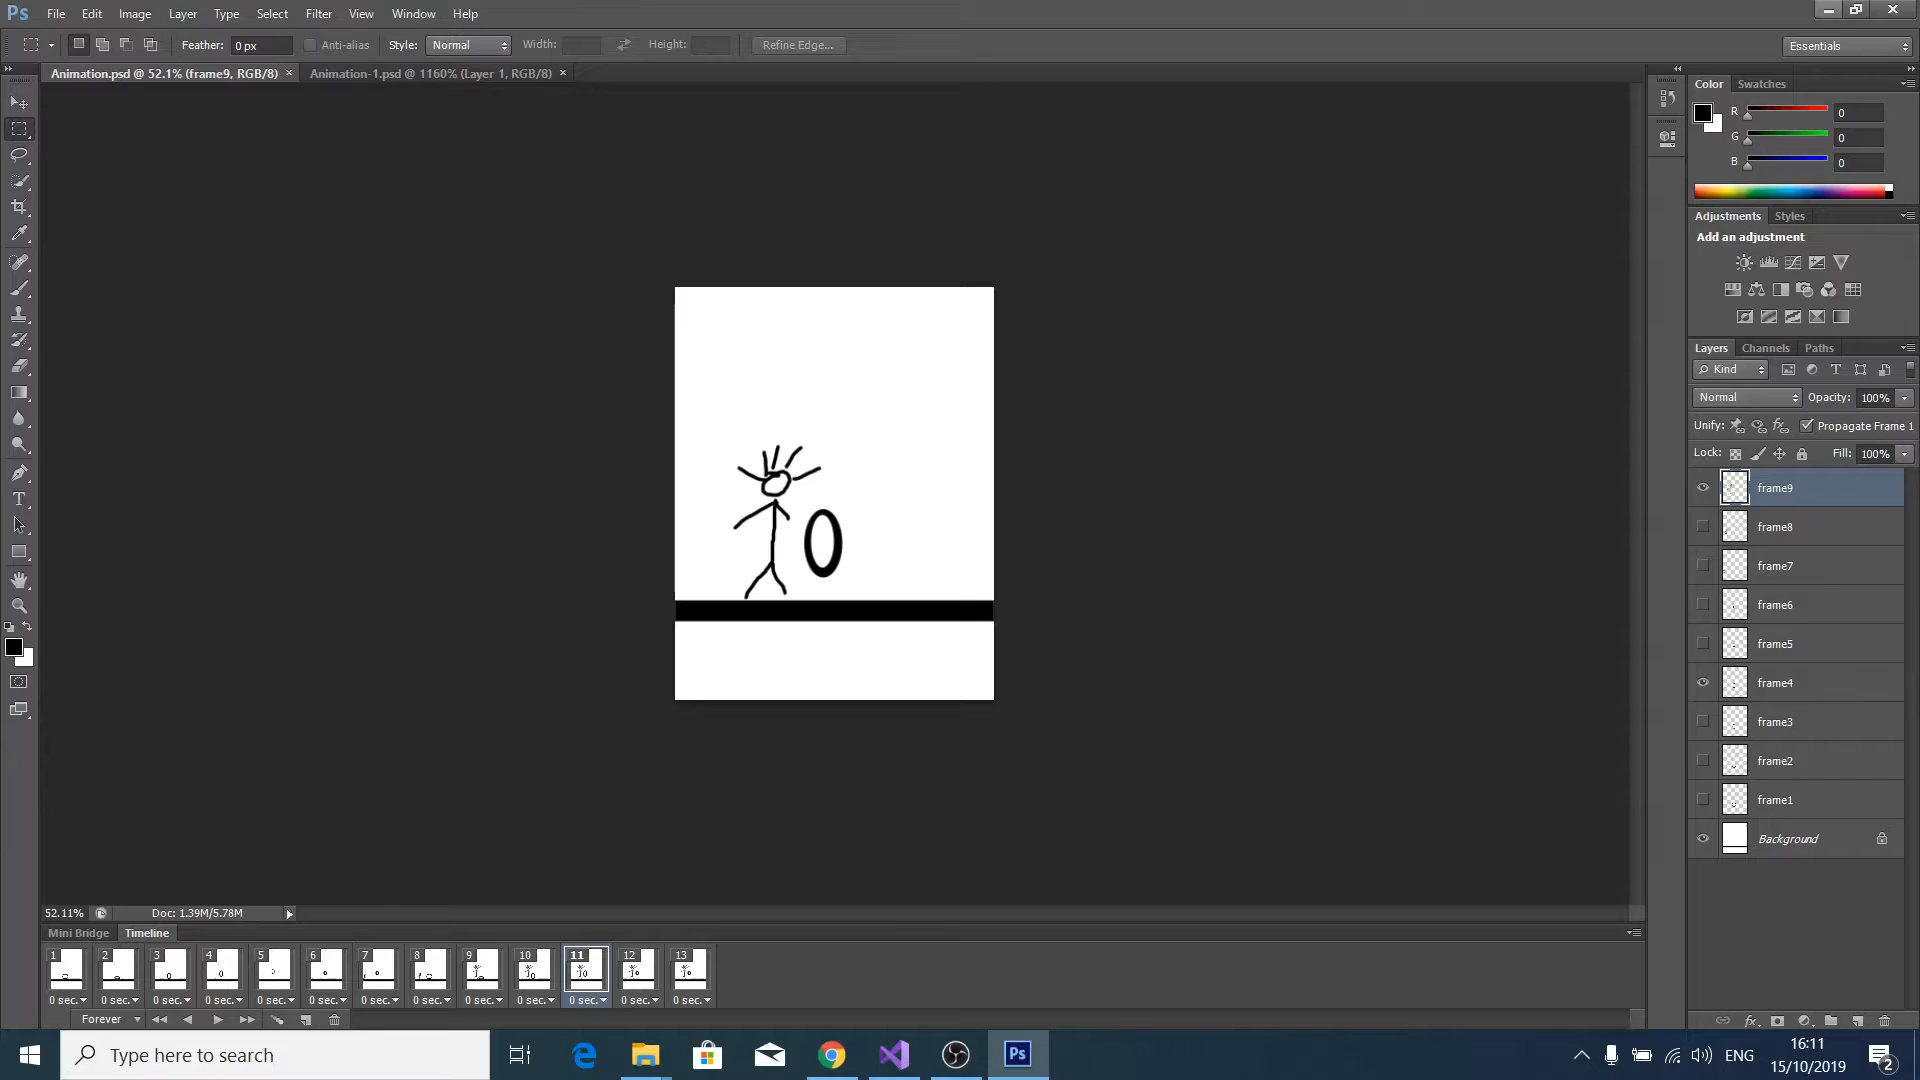 Ps File Edit Image Layer Type Select Filter Analysis View Window Help
Feather: 0 px Anti-alias Style: Normal Width: Height: Refine Edge... Essentials
Animation.psd @ 52.1% (frame9, RGB/8) × Animation-1.psd @ 1160% (Layer 1, RGB/8) ×
Color Swatches
R 0
G 0
B 0
Adjustments Styles
Add an adjustment
Layers Channels Paths
Kind
Normal Opacity: 100%
Unify: Propagate Frame 1
Lock: Fill: 100%
frame9
frame8
frame7
frame6
frame5
frame4
frame3
frame2
frame1
Background
52.11% Doc: 1.39M/5.78M
Mini Bridge Timeline
1 2 3 4 5 6 7 8 9 10 11 12 13
0 sec. 0 sec. 0 sec. 0 sec. 0 sec. 0 sec. 0 sec. 0 sec. 0 sec. 0 sec. 0 sec. 0 sec. 0 sec.
Forever
Type here to search
Ps
ENG
16:11
15/10/2019
2